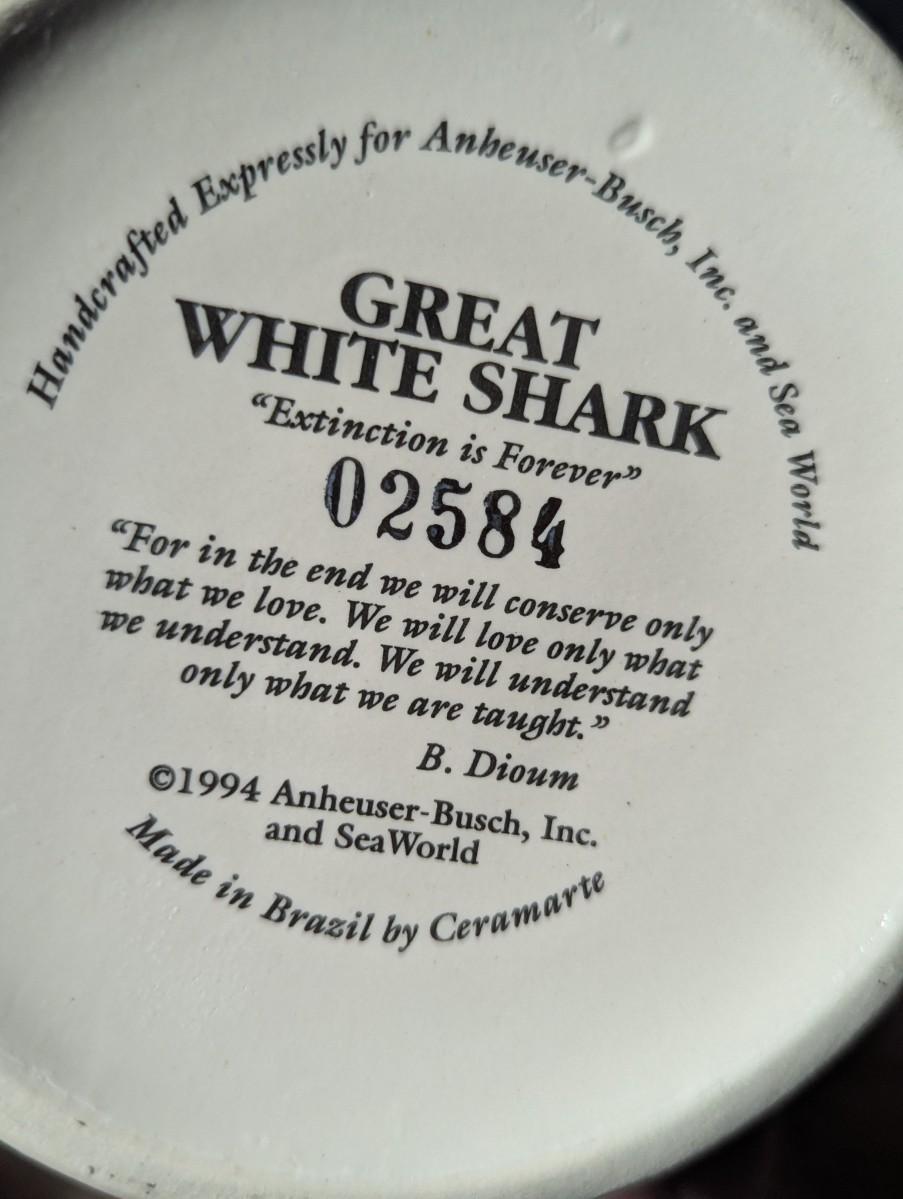 Handcrafted Expressly for Anheuser-Busch, Inc. and Sea World
GREAT
WHITE SHARK
“Extinction is Forever”
02584
“For in the end we will conserve only
what we love. We will love only what
we understand. We will understand
only what we are taught.”
B. Dioum
©1994 Anheuser-Busch, Inc.
and SeaWorld
Made in Brazil by Ceramarte